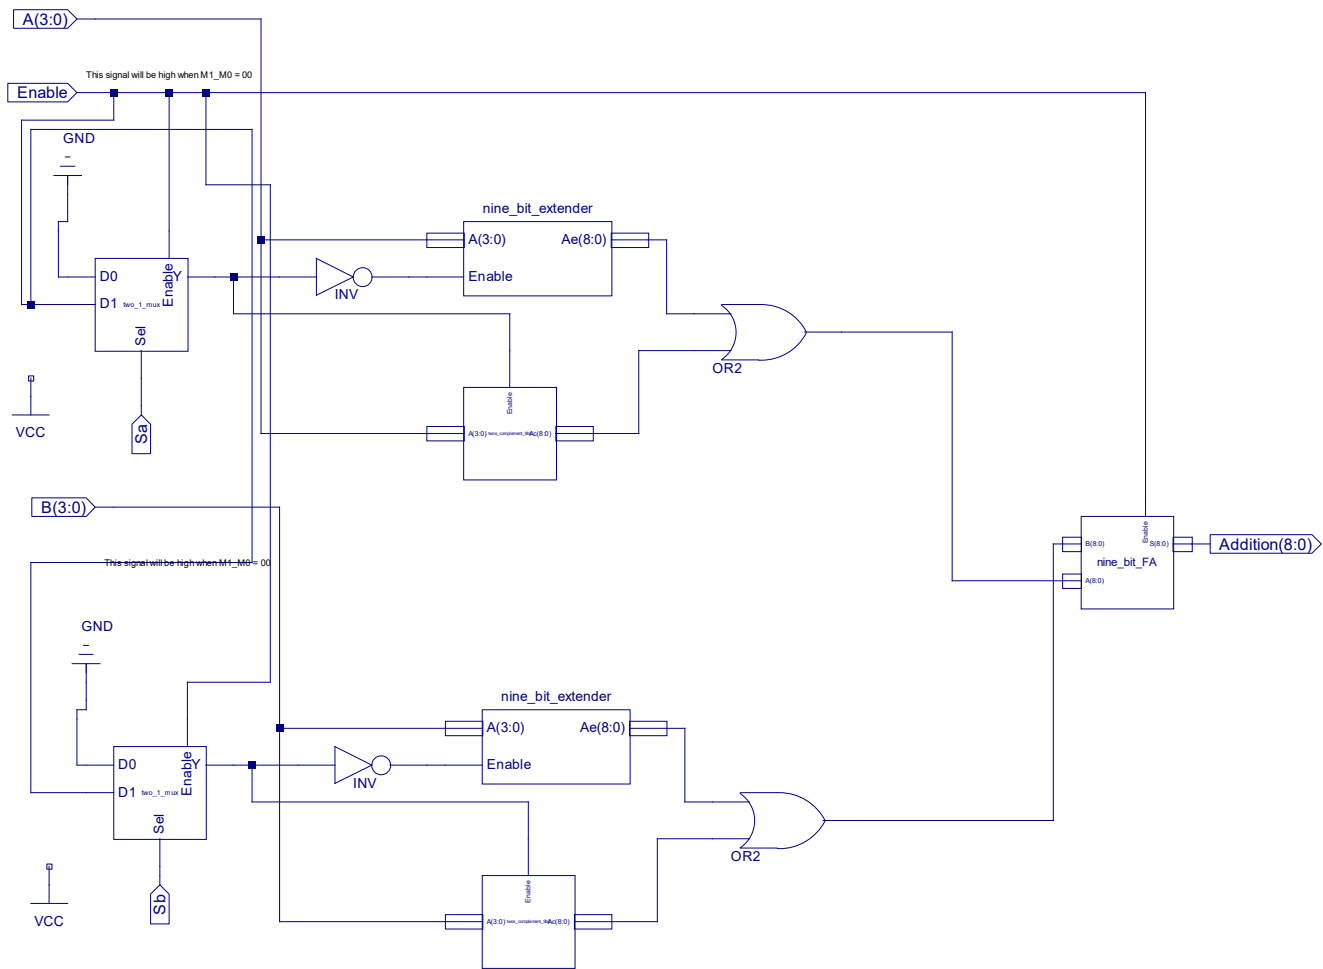 A(3:0)
This signal will be high when M1_M0 = 00
Enable
GND
nine_bit_extender
A(3:0)
Ae(8:0)
Enable
D0
Y
Enable
D1
two_1_mux
Sel
INV
OR2
VCC
Sa
Enable
A(3:0)
Ac(8:0)
B(3:0)
Enable
B(8:0)
S(8:0)
Addition(8:0)
nine_bit_FA
A(8:0)
This signal will be high when M1_M0 = 00
GND
nine_bit_extender
A(3:0)
Ae(8:0)
Enable
D0
Y
Enable
D1
two_1_mux
Sel
INV
OR2
VCC
Sb
Enable
A(3:0)
Ac(8:0)